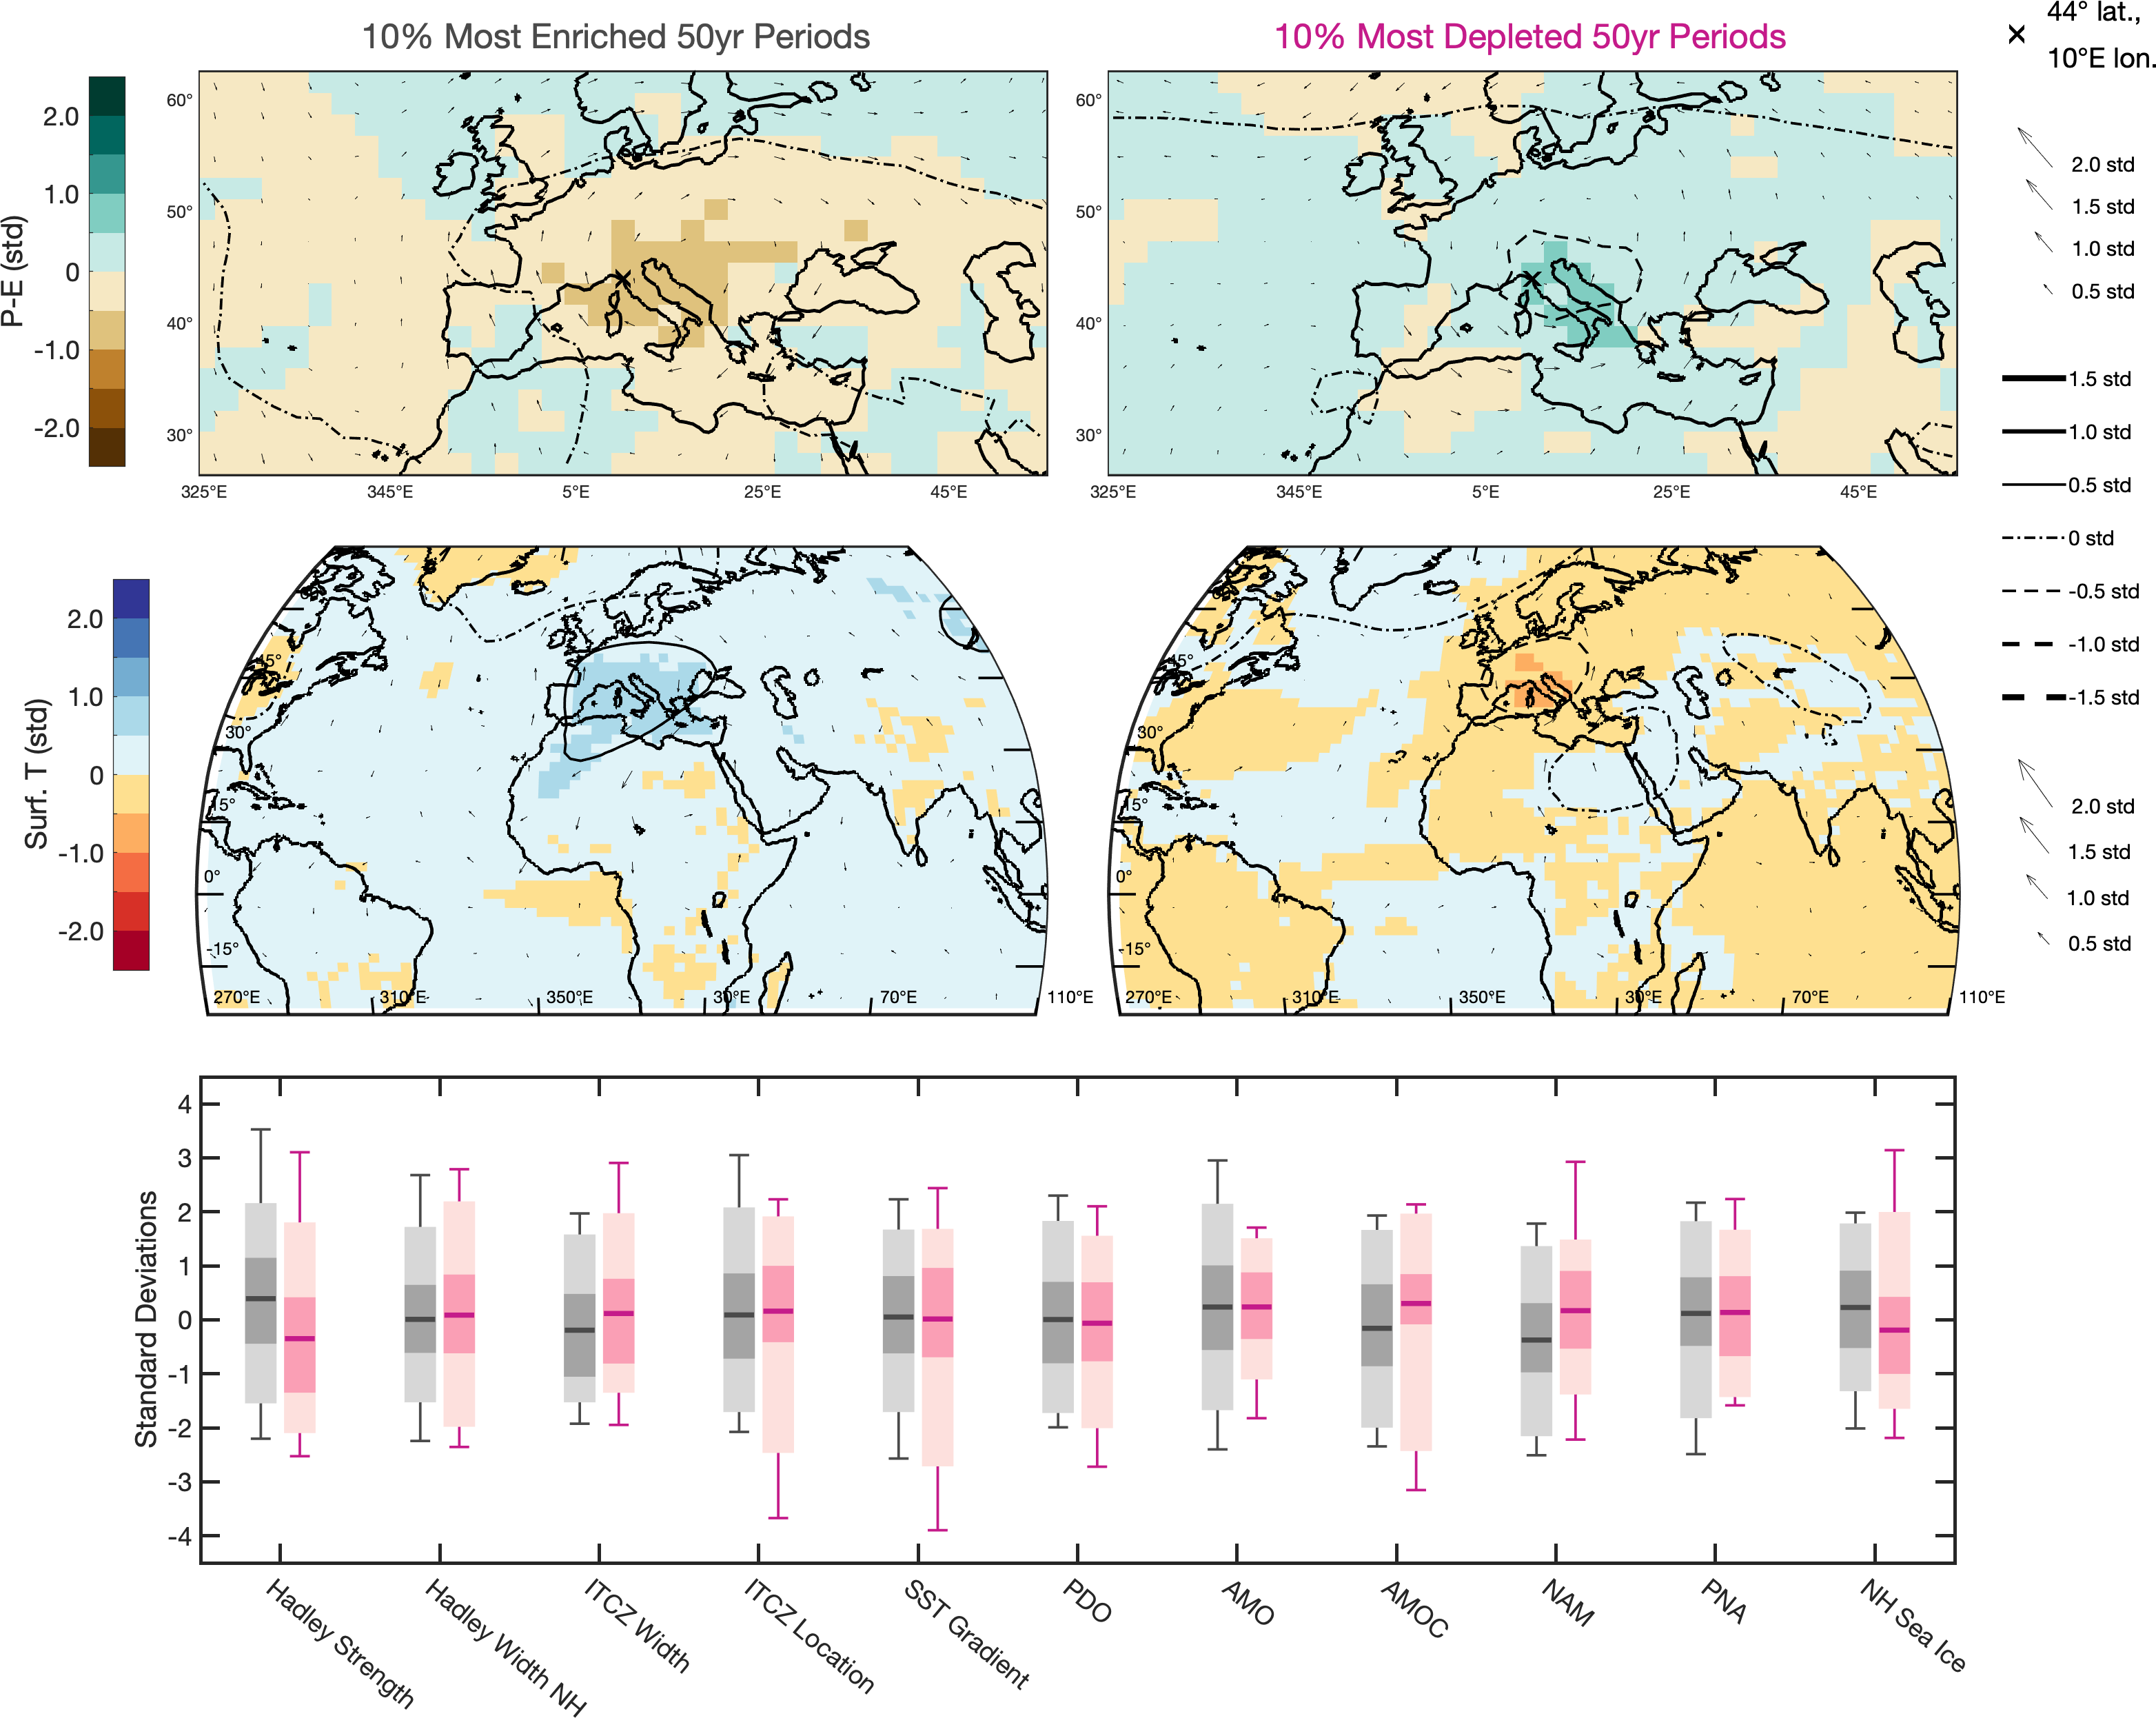 10% Most Enriched 50yr Periods
10% Most Depleted 50yr Periods
44° lat.,
10°E lon.
P-E (std)
2.0
1.0
0
-1.0
-2.0
60°
50°
40°
30°
325°E 345°E 5°E 25°E 45°E
60°
50°
40°
30°
325°E 345°E 5°E 25°E 45°E
2.0 std
1.5 std
1.0 std
0.5 std
1.5 std
1.0 std
0.5 std
0 std
-0.5 std
-1.0 std
-1.5 std
Surf. T (std)
2.0
1.0
0
-1.0
-2.0
45°
30°
15°
0°
-15°
270°E 310°E 350°E 30°E 70°E 110°E
45°
30°
15°
0°
-15°
270°E 310°E 350°E 30°E 70°E 110°E
2.0 std
1.5 std
1.0 std
0.5 std
Standard Deviations
4
3
2
1
0
-1
-2
-3
-4
Hadley Strength
Hadley Width NH
ITCZ Width
ITCZ Location
SST Gradient
PDO
AMO
AMOC
NAM
PNA
NH Sea Ice